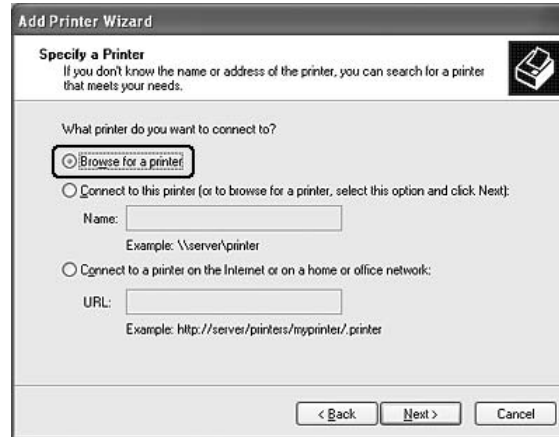 Add Printer Wizard
Specify a Printer
If you don't know the name or address of the printer, you can search for a printer
that meets your needs.
What printer do you want to connect to?
Browse for a printer
Connect to this printer (or to browse for a printer, select this option and click Next):
Name:
Example: \\server\printer
Connect to a printer on the Internet or on a home or office network:
URL:
Example: http://server/printers/myprinter/.printer
< Back Next > Cancel